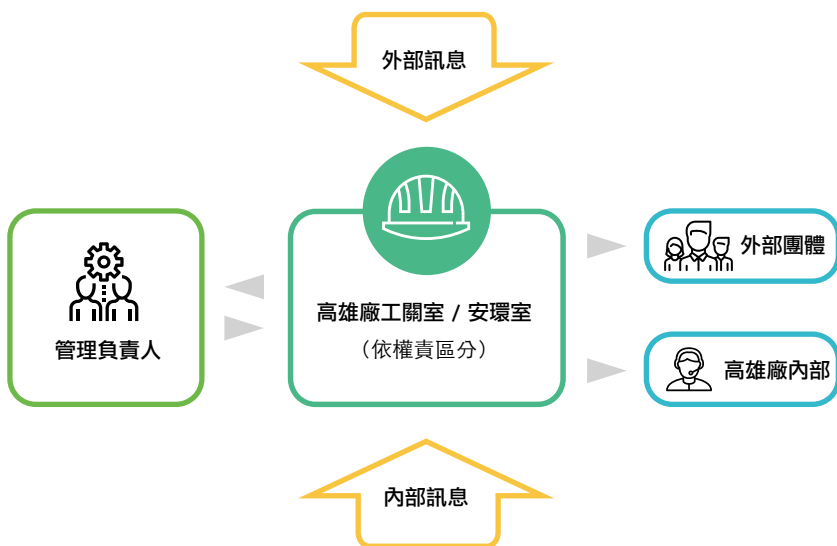 外部訊息
管理負責人
高雄廠工關室 / 安環室
（依權責區分）
外部團體
高雄廠內部
內部訊息